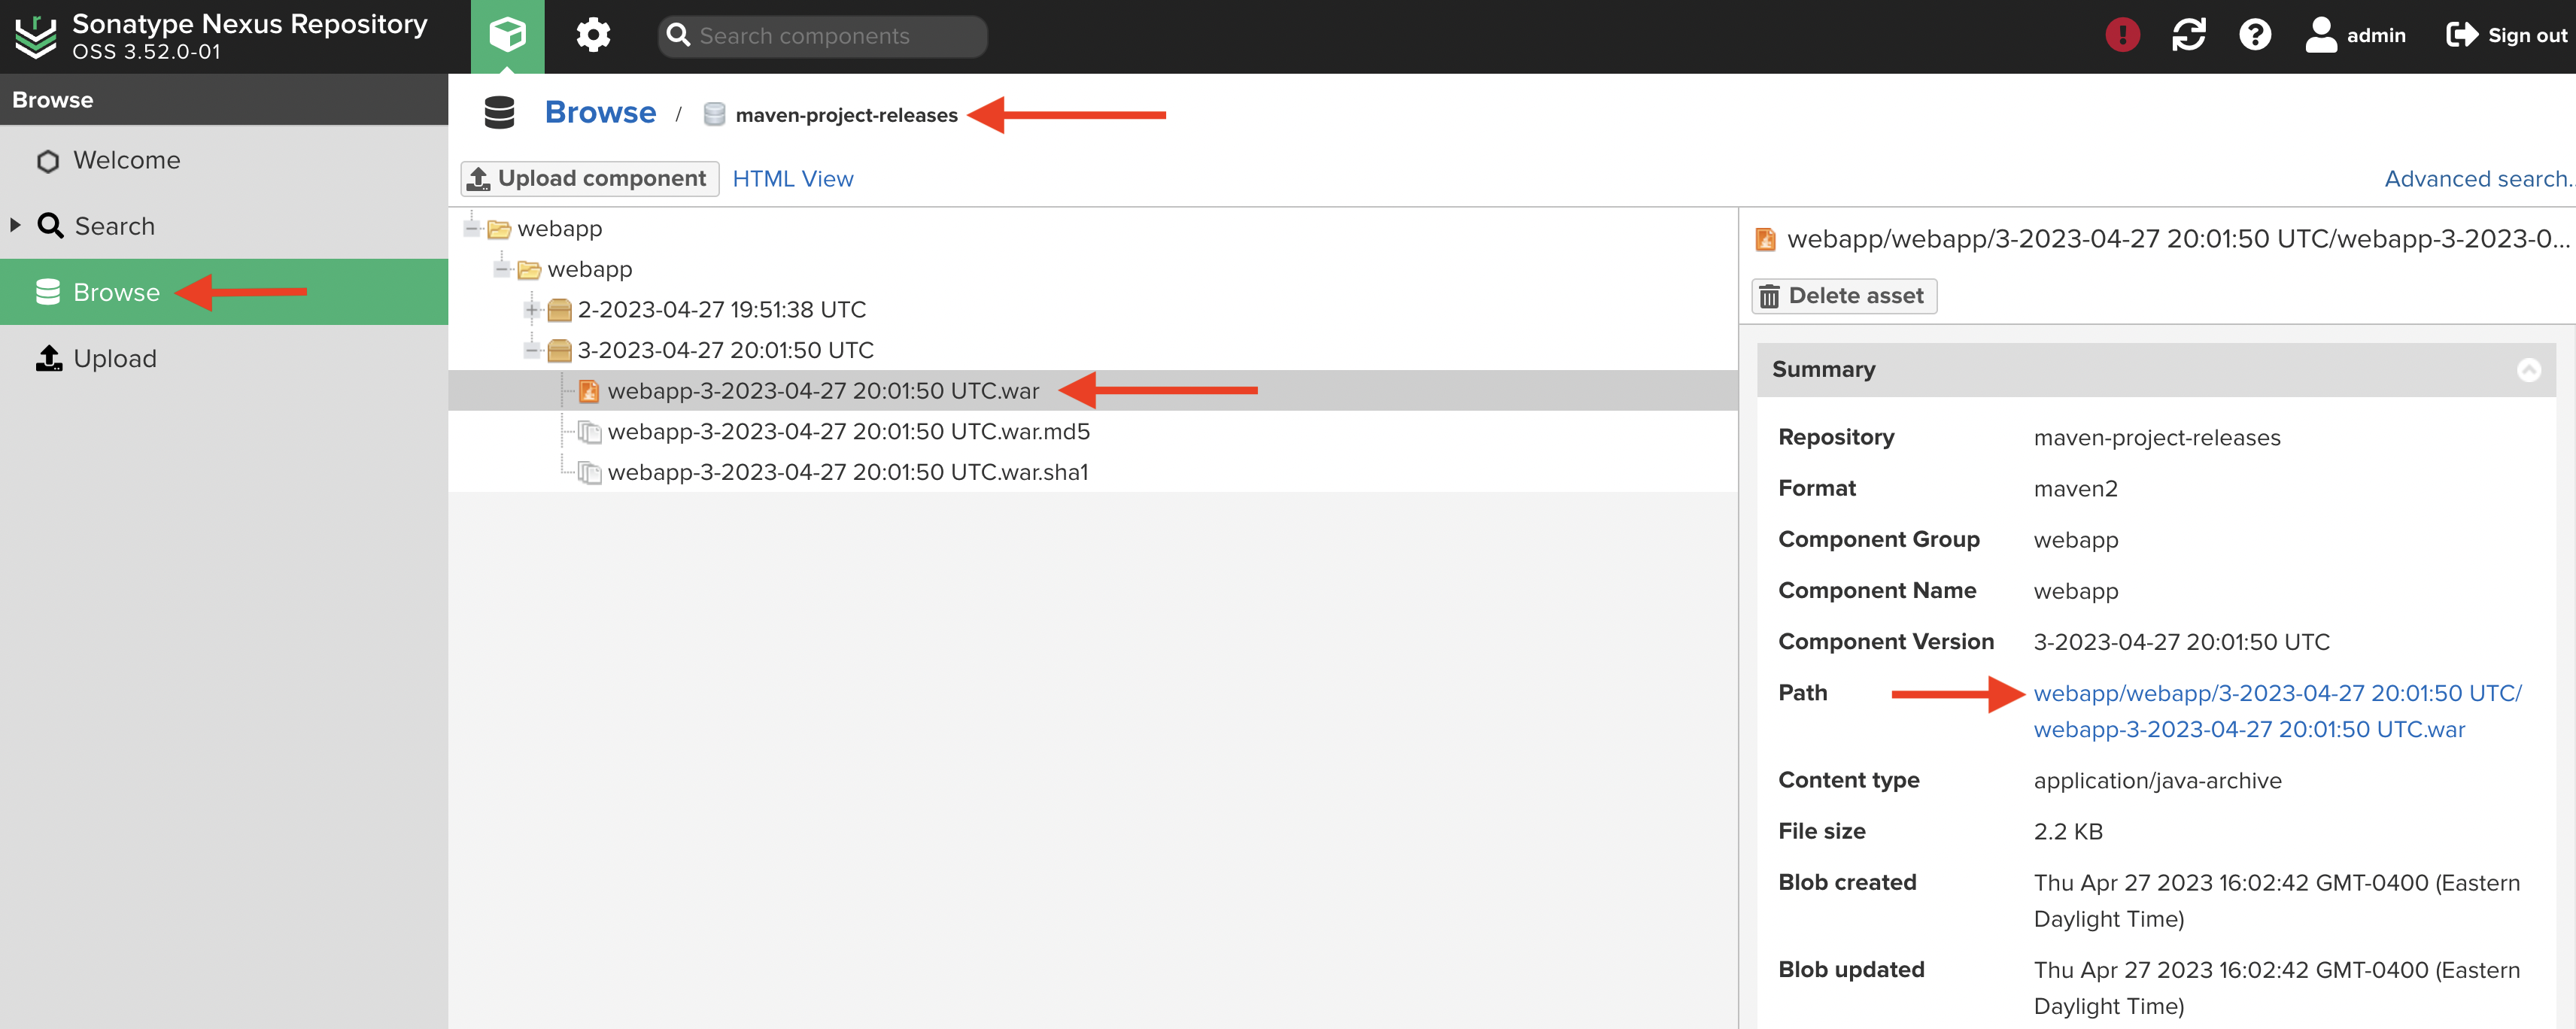 Sonatype Nexus Repository
OSS 3.52.0-01
Search components
admin
Sign out
Browse
Welcome
Search
Browse
Upload
Browse / maven-project-releases
Upload component
HTML View
Advanced search..
webapp
webapp
2-2023-04-27 19:51:38 UTC
3-2023-04-27 20:01:50 UTC
webapp-3-2023-04-27 20:01:50 UTC.war
webapp-3-2023-04-27 20:01:50 UTC.war.md5
webapp-3-2023-04-27 20:01:50 UTC.war.sha1
webapp/webapp/3-2023-04-27 20:01:50 UTC/webapp-3-2023-0...
Delete asset
Summary
Repository maven-project-releases
Format maven2
Component Group webapp
Component Name webapp
Component Version 3-2023-04-27 20:01:50 UTC
Path webapp/webapp/3-2023-04-27 20:01:50 UTC/
webapp-3-2023-04-27 20:01:50 UTC.war
Content type application/java-archive
File size 2.2 KB
Blob created Thu Apr 27 2023 16:02:42 GMT-0400 (Eastern
Daylight Time)
Blob updated Thu Apr 27 2023 16:02:42 GMT-0400 (Eastern
Daylight Time)